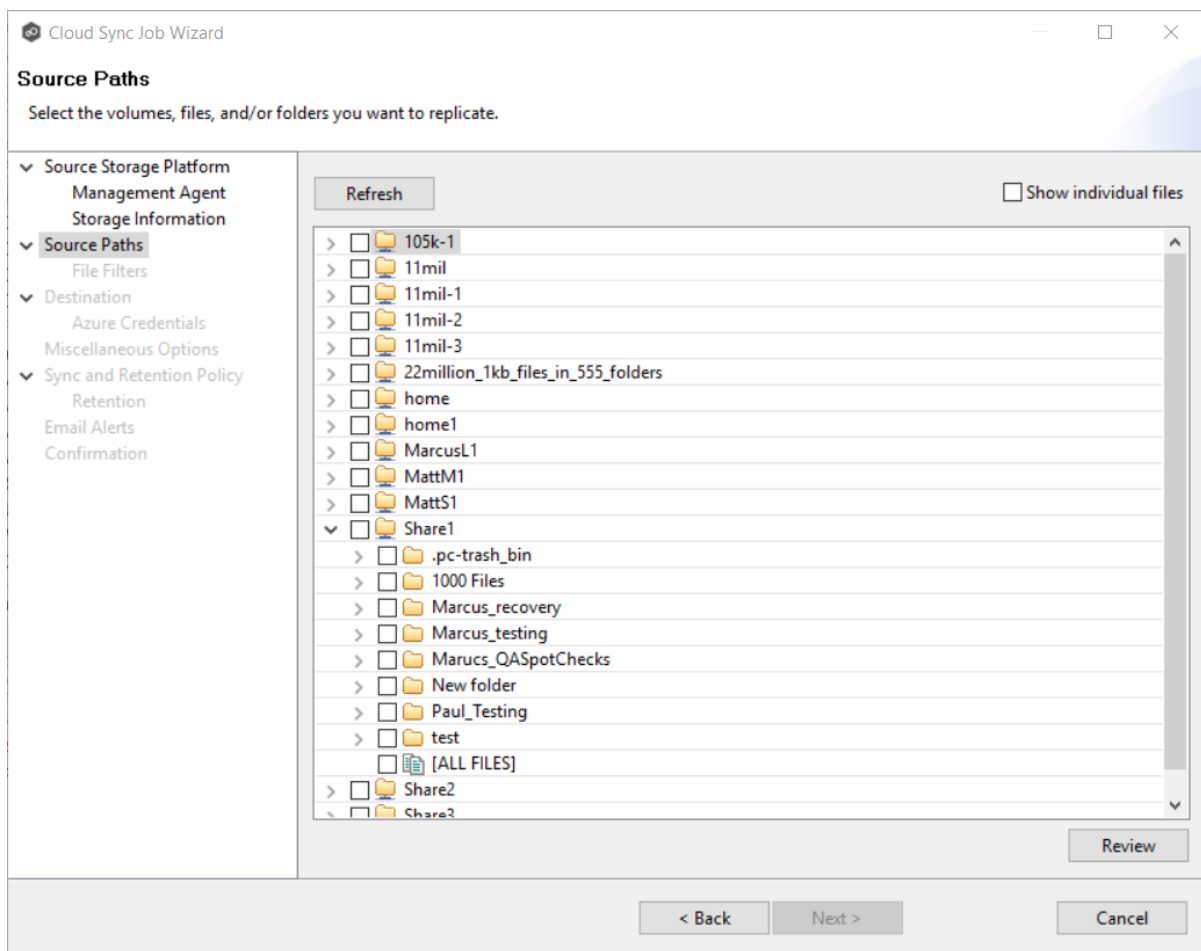 Cloud Sync Job Wizard
Source Paths
Select the volumes, files, and/or folders you want to replicate.
Source Storage Platform
Management Agent
Storage Information
Source Paths
File Filters
Destination
Azure Credentials
Miscellaneous Options
Sync and Retention Policy
Retention
Email Alerts
Confirmation
Refresh
Show individual files
105k-1
11mil
11mil-1
11mil-2
11mil-3
22million_1kb_files_in_555_folders
home
home1
MarcusL1
MattM1
MattS1
Share1
.pc-trash_bin
1000 Files
Marcus_recovery
Marcus_testing
Marucs_QASpotChecks
New folder
Paul_Testing
test
[ALL FILES]
Share2
Share3
Review
< Back
Next >
Cancel